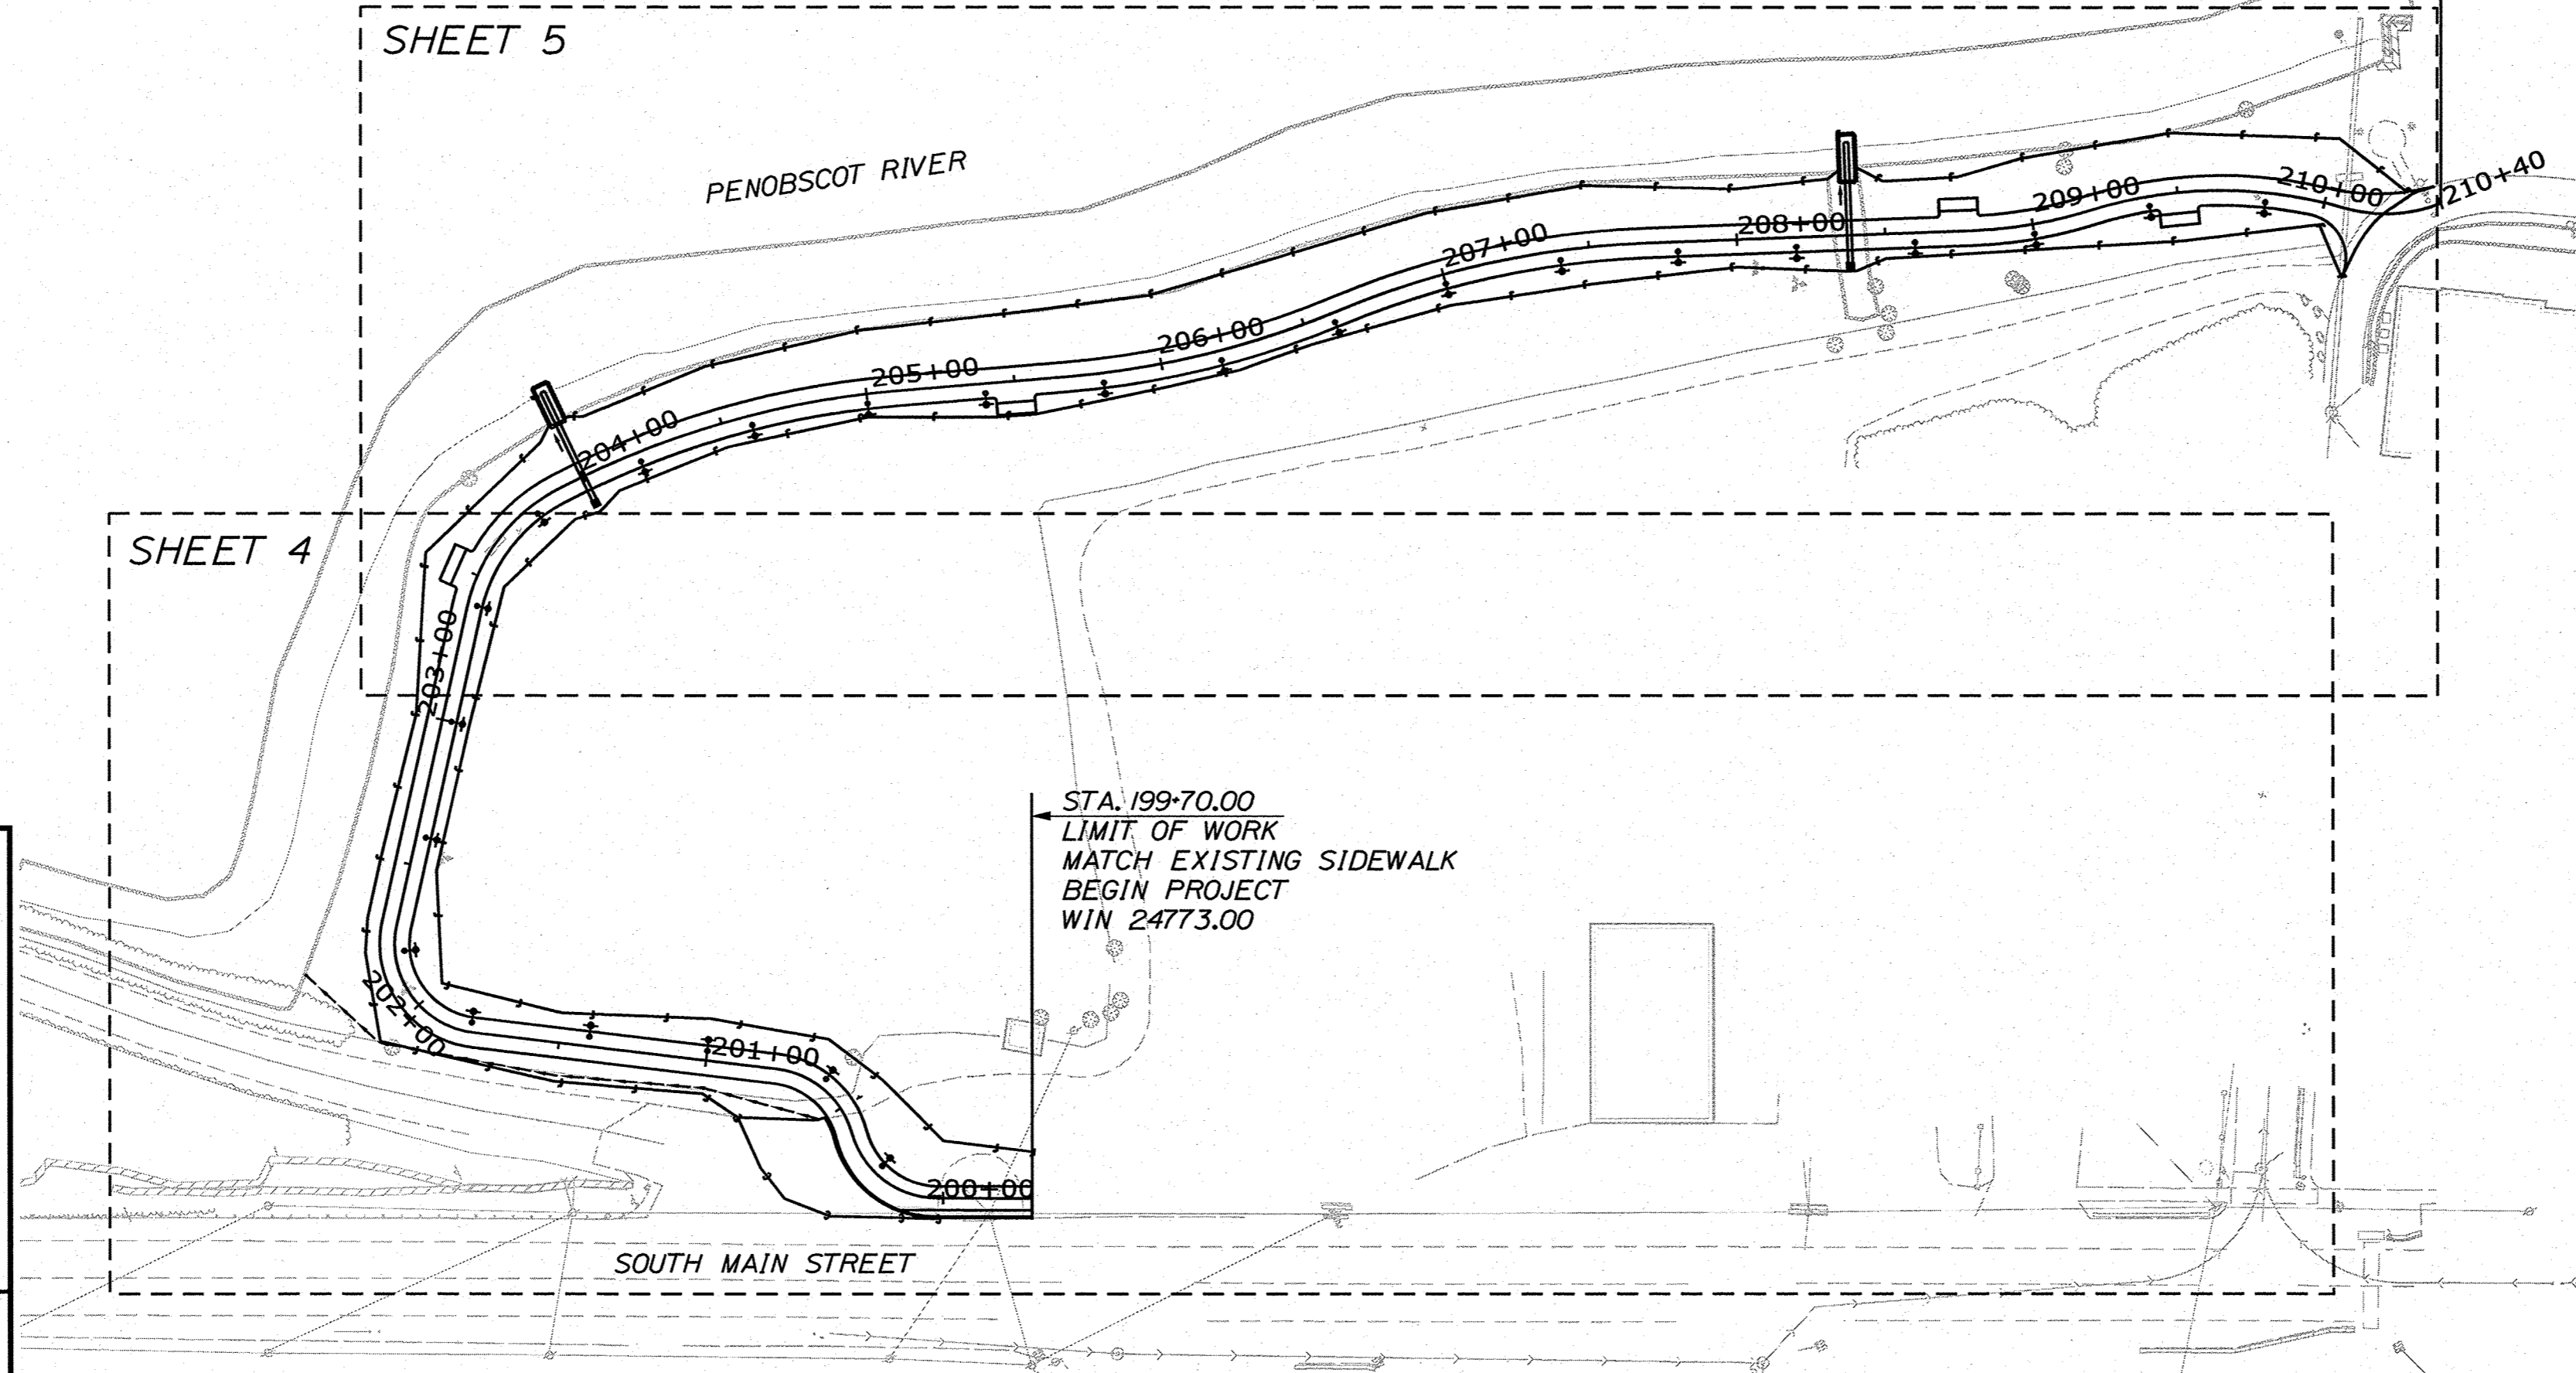 SHEET 5
PENOBSCOT RIVER
210+40
210+00
209+00
208+00
207+00
206+00
205+00
204+00
SHEET 4
203+00
STA. 199+70.00
LIMIT OF WORK
MATCH EXISTING SIDEWALK
BEGIN PROJECT
WIN 24773.00
202+00
201+00
200+00
SOUTH MAIN STREET